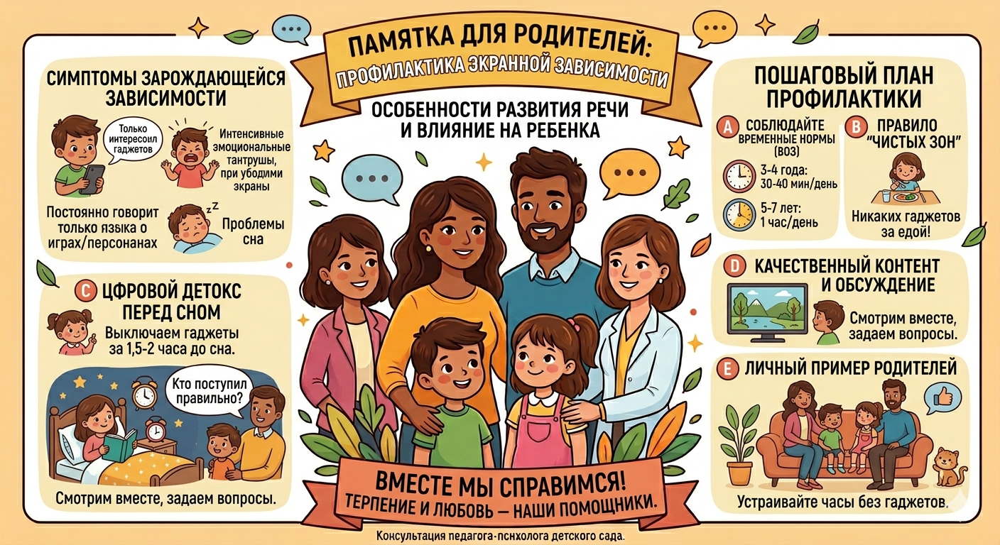 ПАМЯТКА ДЛЯ РОДИТЕЛЕЙ:
ПРОФИЛАКТИКА ЭКРАННОЙ ЗАВИСИМОСТИ
ОСОБЕННОСТИ РАЗВИТИЯ РЕЧИ
И ВЛИЯНИЕ НА РЕБЕНКА
СИМПТОМЫ ЗАРОЖДАЮЩЕЙСЯ
ЗАВИСИМОСТИ
Только
интересоил
гаджетов
Интенсивные
эмоциональные
тантрушы,
при убодими
экраны
Постоянно говорит
только языка о
играх/персонанах
zZ
Проблемы
сна
C ЦФРОВОЙ ДЕТОКС
ПЕРЕД СНОМ
Выключаем гаджеты
за 1,5-2 часа до сна.
Кто поступил
правильно?
Смотрим вместе, задаем вопросы.
ПОШАГОВЫЙ ПЛАН
ПРОФИЛАКТИКИ
A СОБЛЮДАЙТЕ
ВРЕМЕННЫЕ НОРМЫ
(ВОЗ)
3-4 года:
30-40 мин/день
5-7 лет:
1 час/день
B ПРАВИЛО
"ЧИСТЫХ ЗОН"
Никаких гаджетов
за едой!
D КАЧЕСТВЕННЫЙ КОНТЕНТ
И ОБСУЖДЕНИЕ
Смотрим вместе,
задаем вопросы.
E ЛИЧНЫЙ ПРИМЕР РОДИТЕЛЕЙ
Устраивайте часы без гаджетов.
ВМЕСТЕ МЫ СПРАВИМСЯ!
ТЕРПЕНИЕ И ЛЮБОВЬ — НАШИ ПОМОЩНИКИ.
Консультация педагога-психолога детского сада.